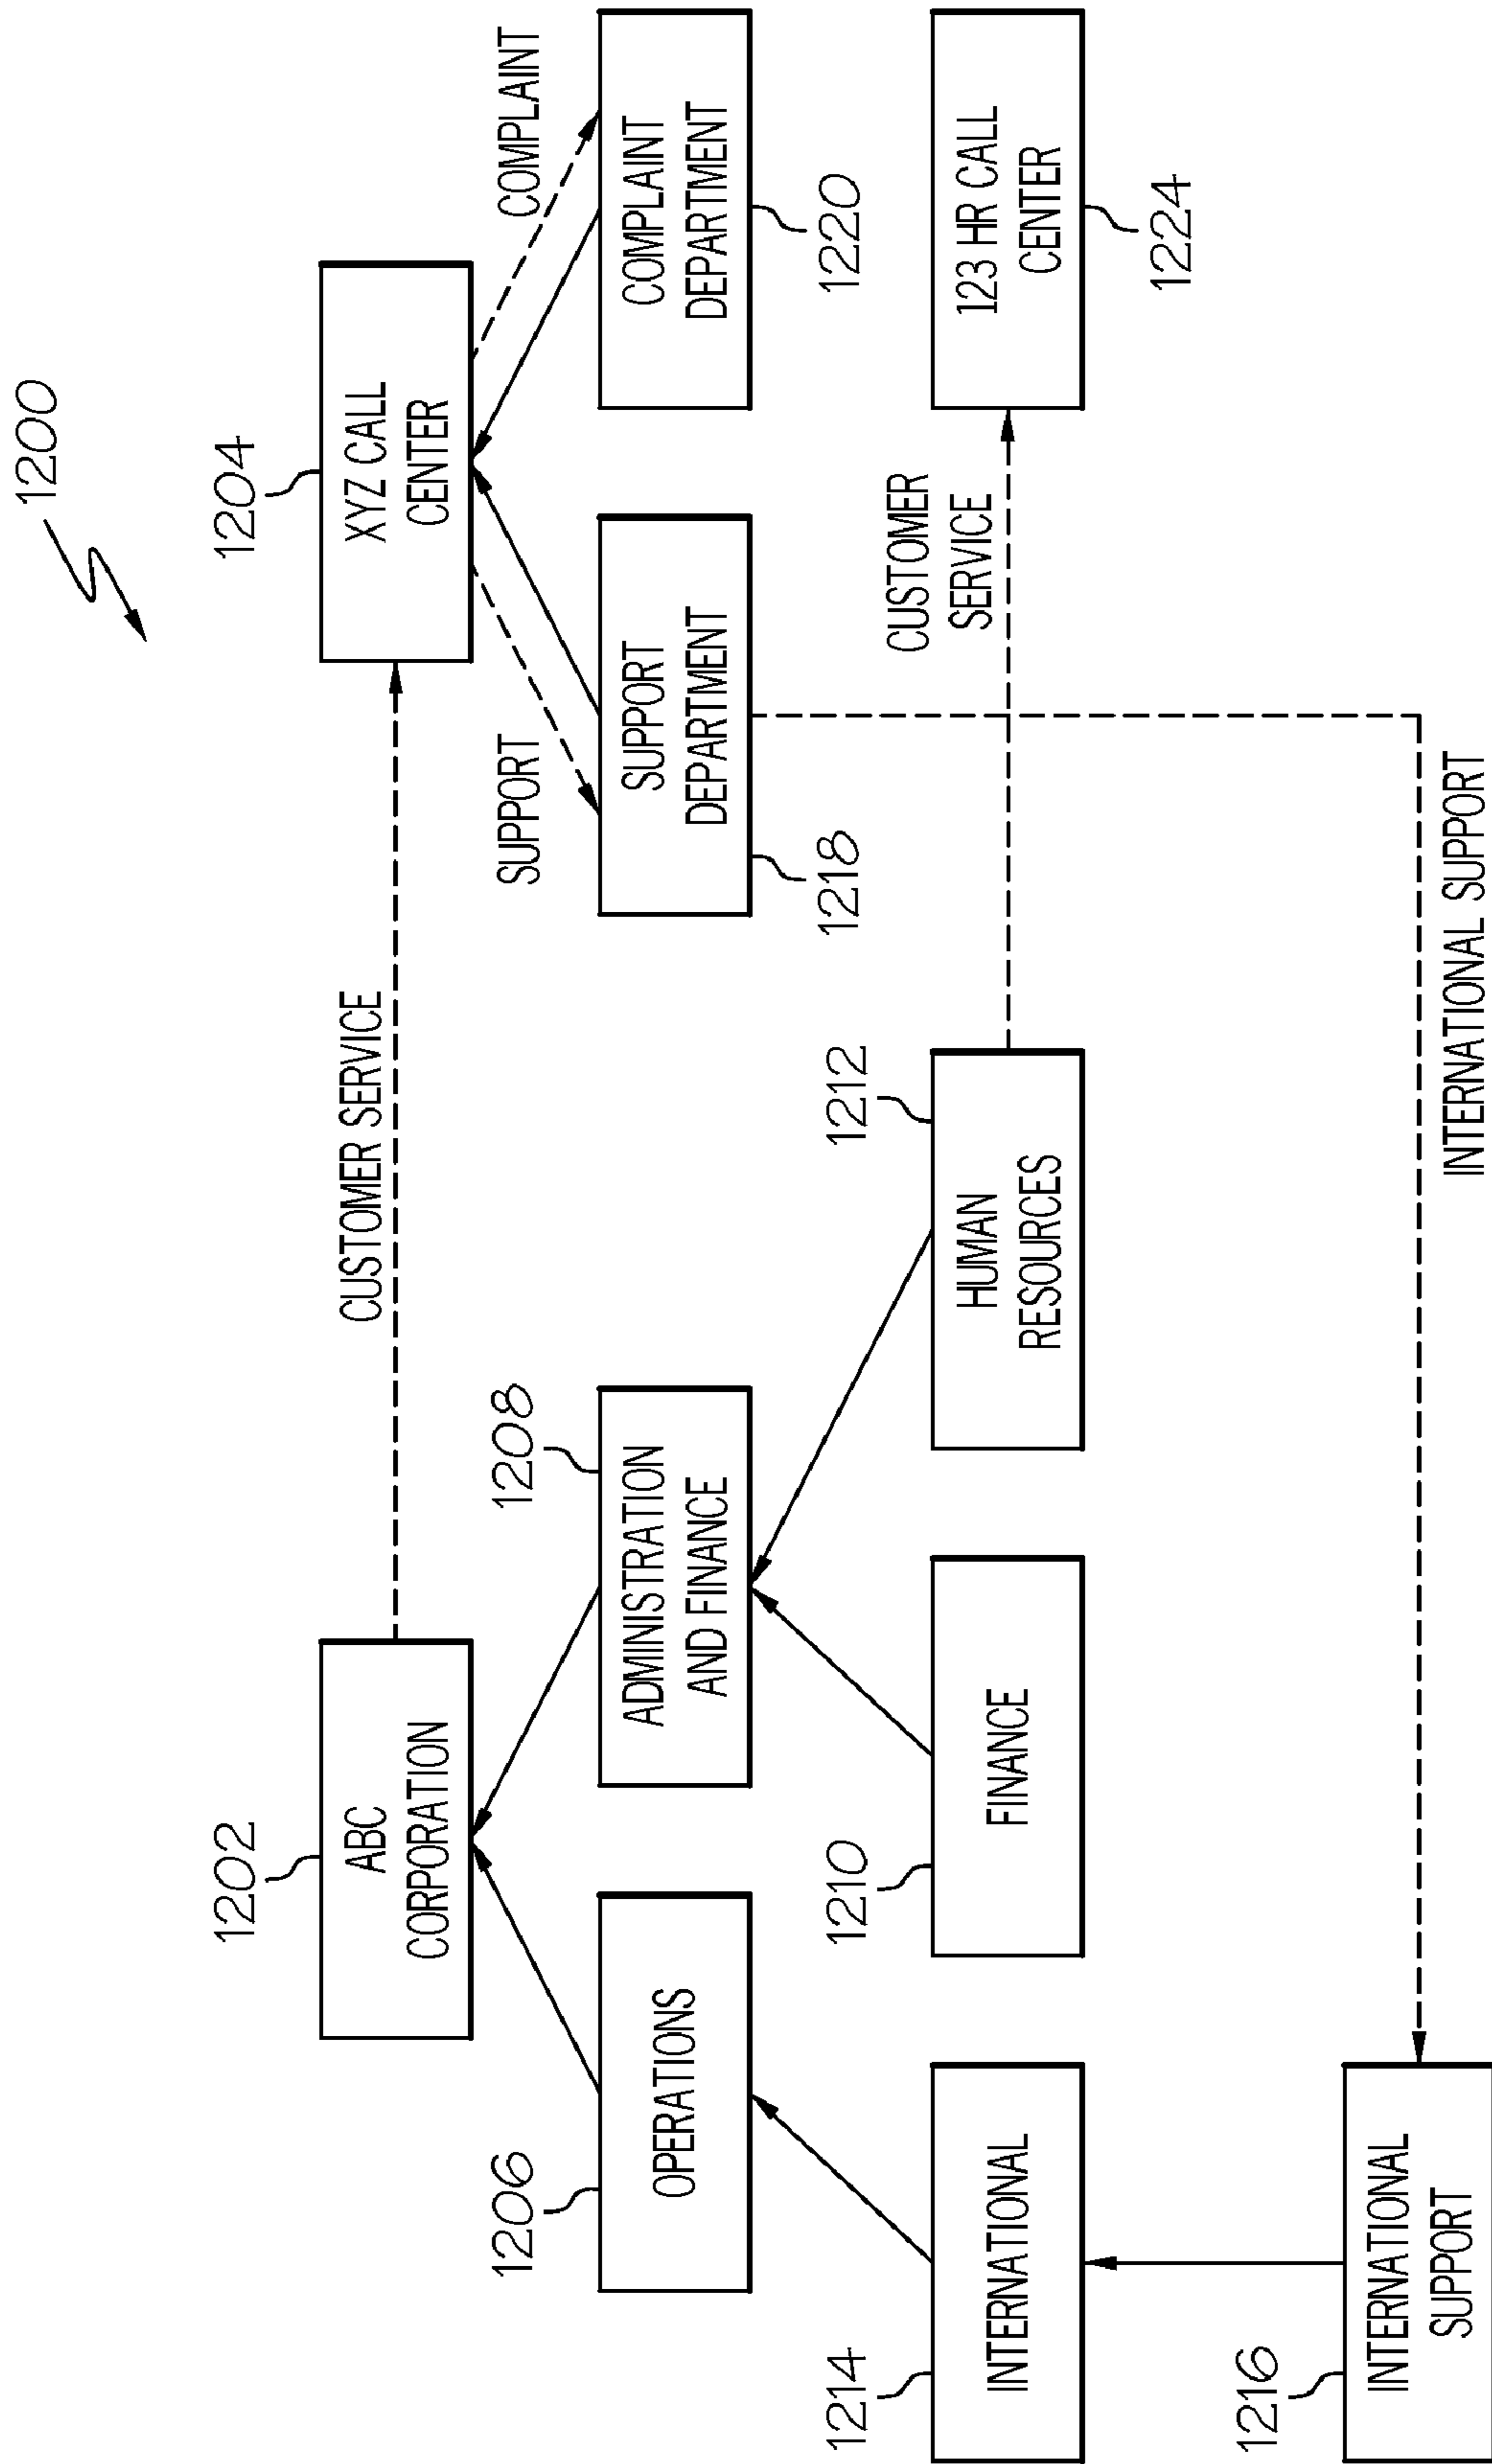 1200
1202
ABC
CORPORATION
CUSTOMER SERVICE
1204
XYZ CALL
CENTER
1206
OPERATIONS
1208
ADMINISTRATION
AND FINANCE
SUPPORT
SUPPORT
DEPARTMENT
1218
COMPLAINT
COMPLAINT
DEPARTMENT
1220
1214
INTERNATIONAL
1210
FINANCE
1212
HUMAN
RESOURCES
CUSTOMER
SERVICE
123 HR CALL
CENTER
1224
1216
INTERNATIONAL
SUPPORT
INTERNATIONAL SUPPORT